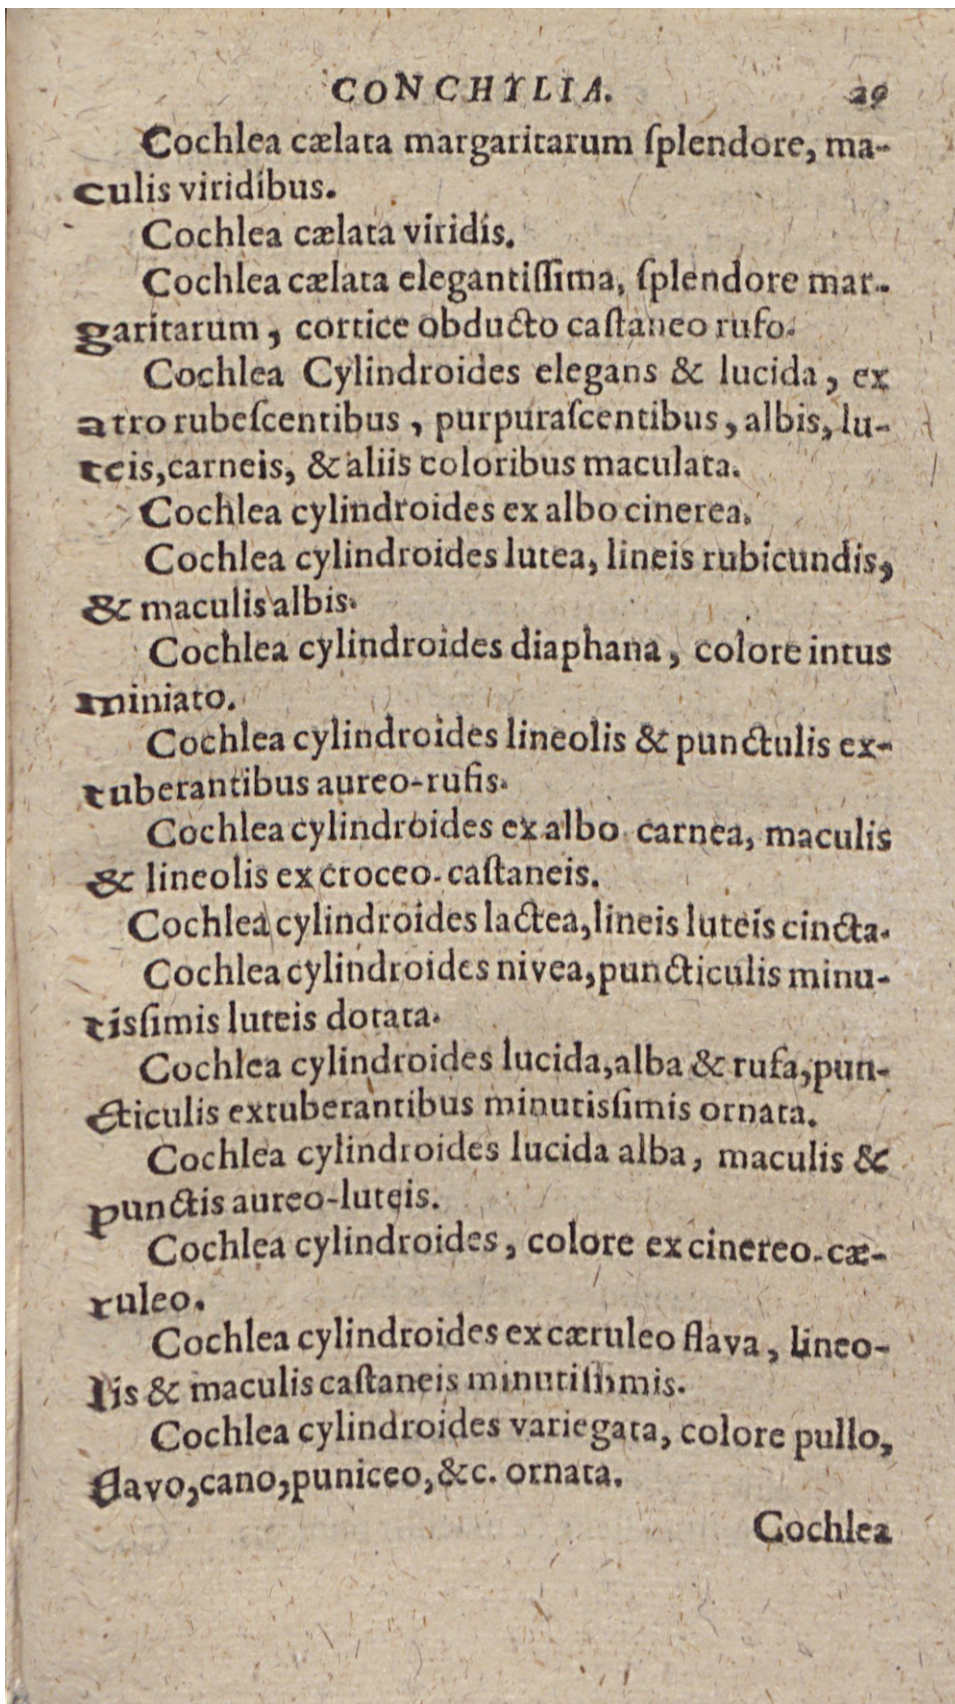 CONCHYLIA. 29
Cochlea cælata margaritarum ſplendore, ma-
culis viridibus.
Cochlea cælata viridis.
Cochlea cælata elegantiſſima, ſplendore mar-
garitarum, cortice obducto caſtaneo rufo.
Cochlea Cylindroides elegans & lucida, ex
atro rubeſcentibus, purpuraſcentibus, albis, lu-
teis, carneis, & aliis coloribus maculata.
Cochlea cylindroides ex albo cinerea.
Cochlea cylindroides lutea, lineis rubicundis,
& maculis albis.
Cochlea cylindroides diaphana, colore intus
miniato.
Cochlea cylindroides lineolis & punctulis ex-
tuberantibus aureo-rufis.
Cochlea cylindroides ex albo carnea, maculis
& lineolis ex croceo-caſtaneis.
Cochlea cylindroides lactea, lineis luteis cincta.
Cochlea cylindroides nivea, puncticulis minu-
tisſimis luteis dotata.
Cochlea cylindroides lucida, alba & rufa, pun-
cticulis extuberantibus minutisſimis ornata.
Cochlea cylindroides lucida alba, maculis &
punctis aureo-luteis.
Cochlea cylindroides, colore ex cinereo-cæ-
ruleo.
Cochlea cylindroides ex cæruleo flava, lineo-
lis & maculis caſtaneis minutiſſimis.
Cochlea cylindroides variegata, colore pullo,
flavo, cano, puniceo, &c. ornata.
Cochlea